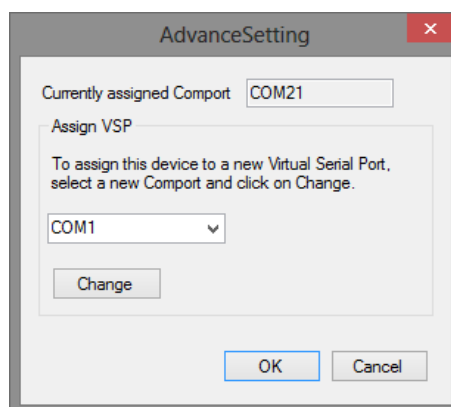 AdvanceSetting
Currently assigned Comport COM21
Assign VSP
To assign this device to a new Virtual Serial Port,
select a new Comport and click on Change.
COM1
Change
OK Cancel